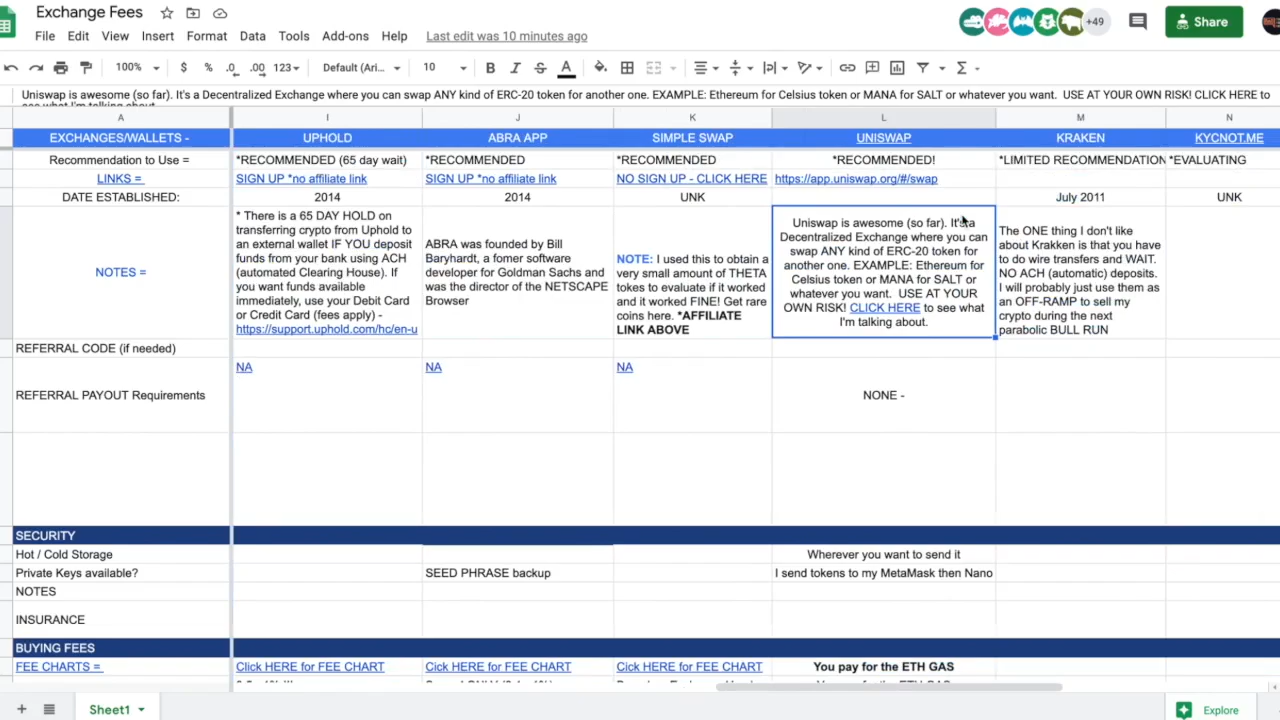 Exchange Fees
File Edit View Insert Format Data Tools Add-ons Help Last edit was 10 minutes ago
+49
Share
100% $ % .0 .00 123 Default (Ari... 10 B I S A
Uniswap is awesome (so far). It's a Decentralized Exchange where you can swap ANY kind of ERC-20 token for another one. EXAMPLE: Ethereum for Celsius token or MANA for SALT or whatever you want. USE AT YOUR OWN RISK! CLICK HERE to
see what I'm talking about.
A I J K L M N
EXCHANGES/WALLETS - UPHOLD ABRA APP SIMPLE SWAP UNISWAP KRAKEN KYCNOT.ME
Recommendation to Use = *RECOMMENDED (65 day wait) *RECOMMENDED *RECOMMENDED *RECOMMENDED! *LIMITED RECOMMENDATION *EVALUATING
LINKS = SIGN UP *no affiliate link SIGN UP *no affiliate link NO SIGN UP - CLICK HERE https://app.uniswap.org/#/swap
DATE ESTABLISHED: 2014 2014 UNK July 2011 UNK
NOTES =
* There is a 65 DAY HOLD on
transferring crypto from Uphold to
an external wallet IF YOU deposit
funds from your bank using ACH
(automated Clearing House). If
you want funds available
immediately, use your Debit Card
or Credit Card (fees apply) -
https://support.uphold.com/hc/en-u
ABRA was founded by Bill
Baryhardt, a fomer software
developer for Goldman Sachs and
was the director of the NETSCAPE
Browser
NOTE: I used this to obtain a
very small amount of THETA
tokes to evaluate if it worked
and it worked FINE! Get rare
coins here. *AFFILIATE
LINK ABOVE
Uniswap is awesome (so far). It's a
Decentralized Exchange where you can
swap ANY kind of ERC-20 token for
another one. EXAMPLE: Ethereum for
Celsius token or MANA for SALT or
whatever you want. USE AT YOUR
OWN RISK! CLICK HERE to see what
I'm talking about.
The ONE thing I don't like
about Krakken is that you have
to do wire transfers and WAIT.
NO ACH (automatic) deposits.
I will probably just use them as
an OFF-RAMP to sell my
crypto during the next
parabolic BULL RUN
REFERRAL CODE (if needed)
NA NA NA
REFERRAL PAYOUT Requirements NONE -
SECURITY
Hot / Cold Storage Wherever you want to send it
Private Keys available? SEED PHRASE backup I send tokens to my MetaMask then Nano
NOTES
INSURANCE
BUYING FEES
FEE CHARTS = Cick HERE for FEE CHART Cick HERE for FEE CHART Cick HERE for FEE CHART You pay for the ETH GAS
Sheet1 Explore